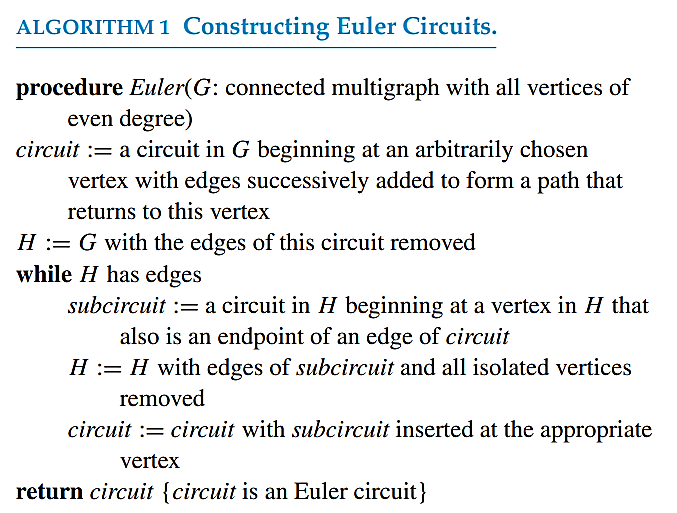 ALGORITHM 1 Constructing Euler Circuits.
procedure Euler(G: connected multigraph with all vertices of
even degree)
circuit := a circuit in G beginning at an arbitrarily chosen
vertex with edges successively added to form a path that
returns to this vertex
H := G with the edges of this circuit removed
while H has edges
subcircuit := a circuit in H beginning at a vertex in H that
also is an endpoint of an edge of circuit
H := H with edges of subcircuit and all isolated vertices
removed
circuit := circuit with subcircuit inserted at the appropriate
vertex
return circuit {circuit is an Euler circuit}